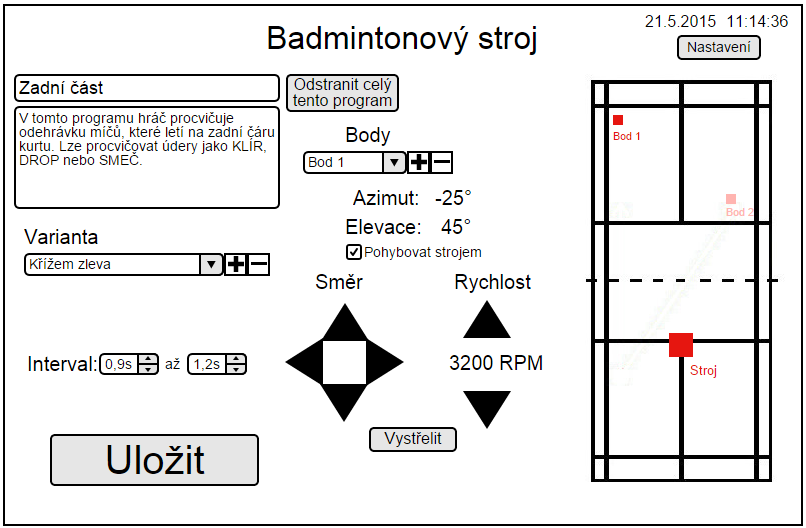 21.5.2015 11:14:36
Badmintonový stroj
Nastavení
Zadní část
Odstranit celý
tento program
V tomto programu hráč procvičuje
odehrávku míčů, které letí na zadní čáru
kurtu. Lze procvičovat údery jako KLÍR,
DROP nebo SMEČ.
Body
Bod 1
Azimut: -25°
Elevace: 45°
Pohybovat strojem
Varianta
Křížem zleva
Směr
Rychlost
Interval: 0,9s až 1,2s
3200 RPM
Vystřelit
Uložit
Bod 1
Bod 2
Stroj